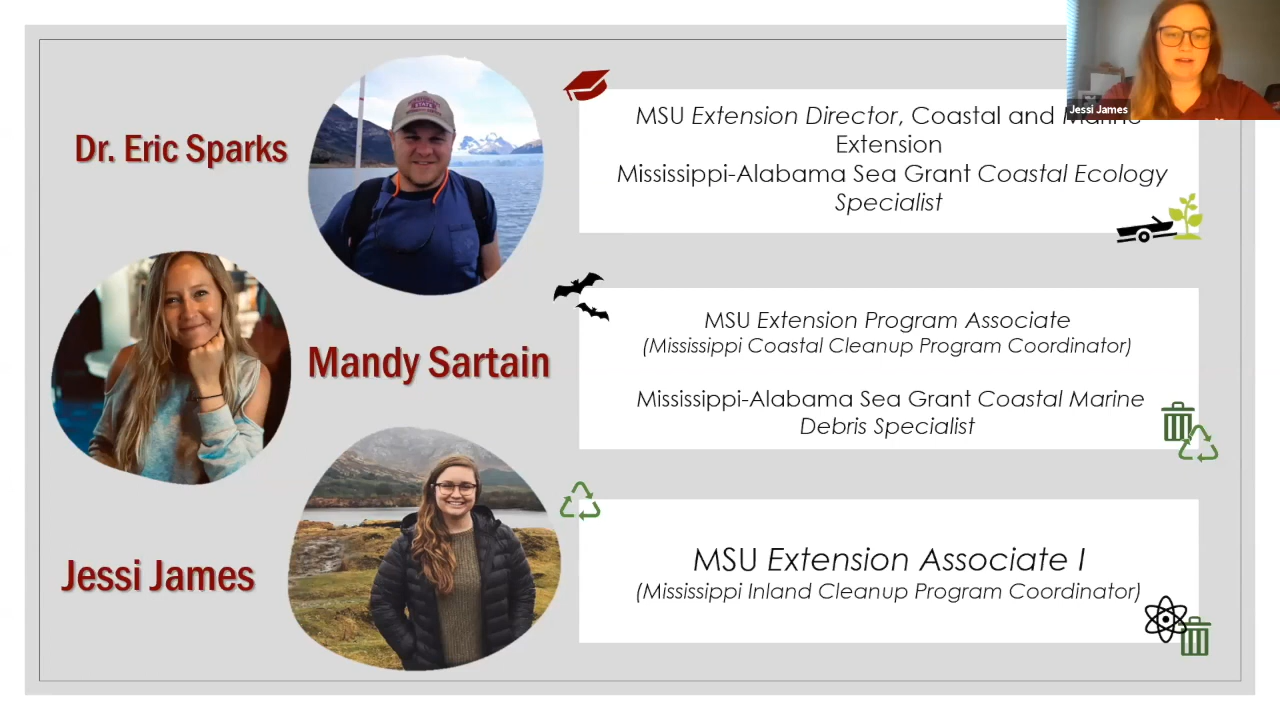 Jessi James
Dr. Eric Sparks
MSU Extension Director, Coastal and Marine
Extension
Mississippi-Alabama Sea Grant Coastal Ecology
Specialist
Mandy Sartain
MSU Extension Program Associate
(Mississippi Coastal Cleanup Program Coordinator)
Mississippi-Alabama Sea Grant Coastal Marine
Debris Specialist
Jessi James
MSU Extension Associate I
(Mississippi Inland Cleanup Program Coordinator)